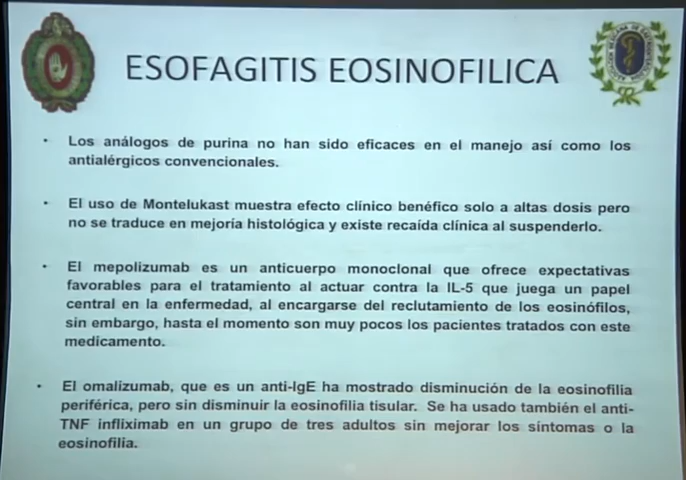 ESOFAGITIS EOSINOFILICA
• Los análogos de purina no han sido eficaces en el manejo así como los
antialérgicos convencionales.
• El uso de Montelukast muestra efecto clínico benéfico solo a altas dosis pero
no se traduce en mejoría histológica y existe recaída clínica al suspenderlo.
• El mepolizumab es un anticuerpo monoclonal que ofrece expectativas
favorables para el tratamiento al actuar contra la IL-5 que juega un papel
central en la enfermedad, al encargarse del reclutamiento de los eosinófilos,
sin embargo, hasta el momento son muy pocos los pacientes tratados con este
medicamento.
• El omalizumab, que es un anti-IgE ha mostrado disminución de la eosinofilia
periférica, pero sin disminuir la eosinofilia tisular. Se ha usado también el anti-
TNF infliximab en un grupo de tres adultos sin mejorar los síntomas o la
eosinofilia.